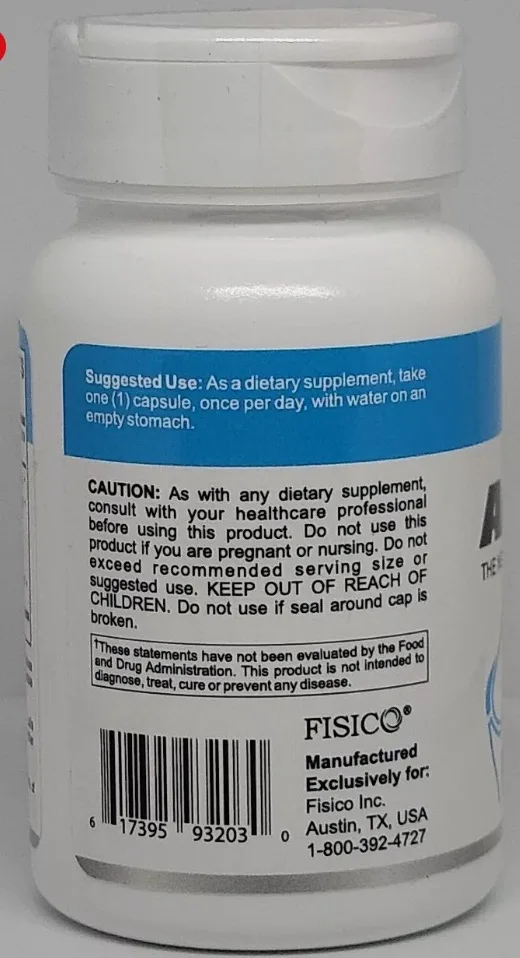 Suggested Use: As a dietary supplement, take
one (1) capsule, once per day, with water on an
empty stomach.
CAUTION: As with any dietary supplement,
consult with your healthcare professional
before using this product. Do not use this
product if you are pregnant or nursing. Do not
exceed recommended serving size or
suggested use. KEEP OUT OF REACH OF
CHILDREN. Do not use if seal around cap is
broken.
†These statements have not been evaluated by the Food
and Drug Administration. This product is not intended to
diagnose, treat, cure or prevent any disease.
FISICO®
Manufactured
Exclusively for:
Fisico Inc.
Austin, TX, USA
1-800-392-4727
6 17395 93203 0
THE